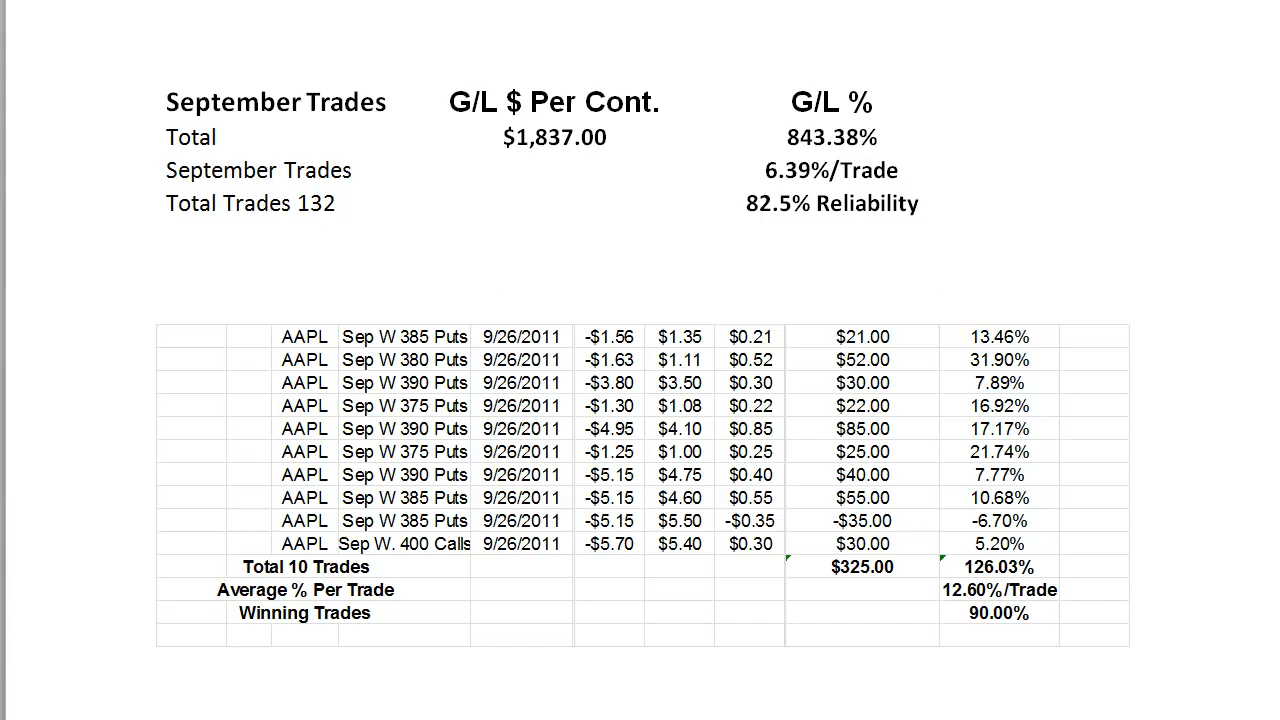 September Trades G/L $ Per Cont. G/L %
Total $1,837.00 843.38%
September Trades 6.39%/Trade
Total Trades 132 82.5% Reliability
AAPL Sep W 385 Puts 9/26/2011 -$1.56 $1.35 $0.21 $21.00 13.46%
AAPL Sep W 380 Puts 9/26/2011 -$1.63 $1.11 $0.52 $52.00 31.90%
AAPL Sep W 390 Puts 9/26/2011 -$3.80 $3.50 $0.30 $30.00 7.89%
AAPL Sep W 375 Puts 9/26/2011 -$1.30 $1.08 $0.22 $22.00 16.92%
AAPL Sep W 390 Puts 9/26/2011 -$4.95 $4.10 $0.85 $85.00 17.17%
AAPL Sep W 375 Puts 9/26/2011 -$1.25 $1.00 $0.25 $25.00 21.74%
AAPL Sep W 390 Puts 9/26/2011 -$5.15 $4.75 $0.40 $40.00 7.77%
AAPL Sep W 385 Puts 9/26/2011 -$5.15 $4.60 $0.55 $55.00 10.68%
AAPL Sep W 385 Puts 9/26/2011 -$5.15 $5.50 -$0.35 -$35.00 -6.70%
AAPL Sep W. 400 Calls 9/26/2011 -$5.70 $5.40 $0.30 $30.00 5.20%
Total 10 Trades $325.00 126.03%
Average % Per Trade 12.60%/Trade
Winning Trades 90.00%